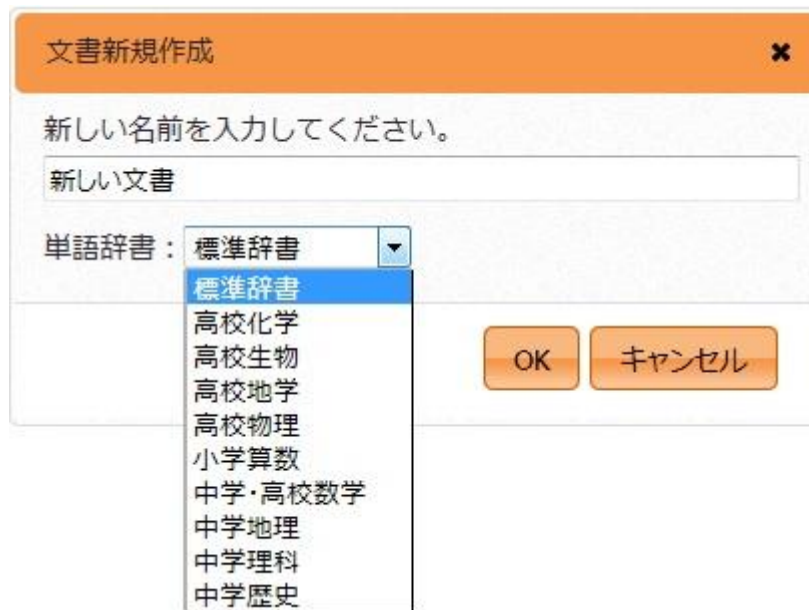 文書新規作成
新しい名前を入力してください。
新しい文書
単語辞書：標準辞書
標準辞書
高校化学
高校生物
高校地学
高校物理
小学算数
中学・高校数学
中学地理
中学理科
中学歴史
OK キャンセル